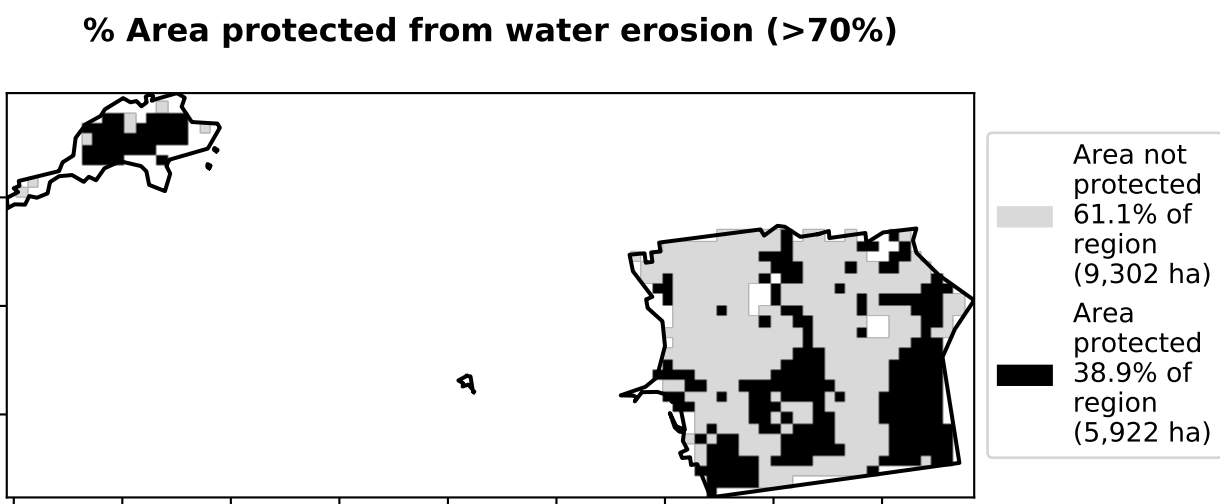 % Area protected from water erosion (>70%)
Area not
protected
61.1% of
region
(9,302 ha)
Area
protected
38.9% of
region
(5,922 ha)